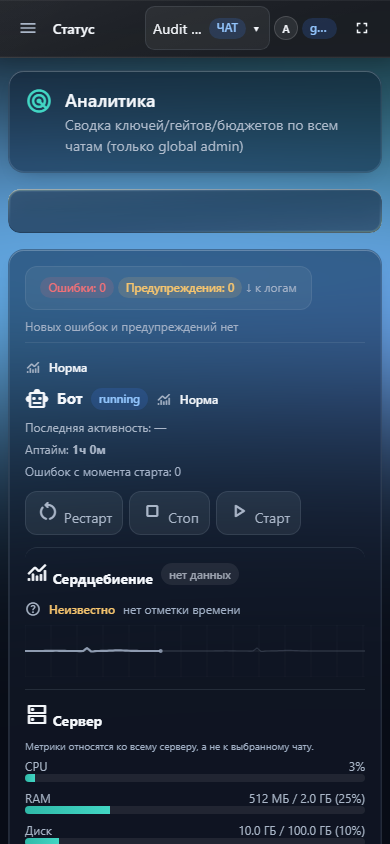 Статус
Audit ... ЧАТ ▾ A g...
Аналитика
Сводка ключей/гейтов/бюджетов по всем
чатам (только global admin)
Ошибки: 0 Предупреждения: 0 ↓ к логам
Новых ошибок и предупреждений нет
Норма
Бот running Норма
Последняя активность: —
Аптайм: 1ч 0м
Ошибок с момента старта: 0
Рестарт Стоп Старт
Сердцебиение нет данных
Неизвестно нет отметки времени
Сервер
Метрики относятся ко всему серверу, а не к выбранному чату.
CPU 3%
RAM 512 МБ / 2.0 ГБ (25%)
Диск 10.0 ГБ / 100.0 ГБ (10%)